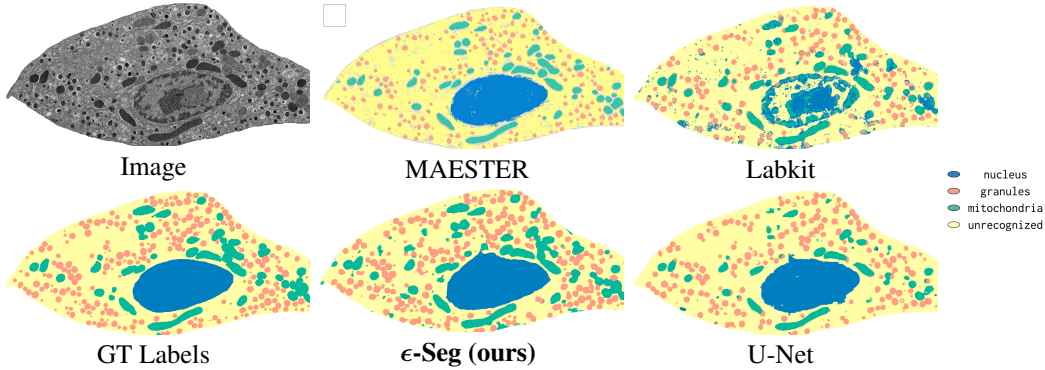 Image
MAESTER
Labkit
nucleus
granules
mitochondria
unrecognized
GT Labels
ϵ-Seg (ours)
U-Net